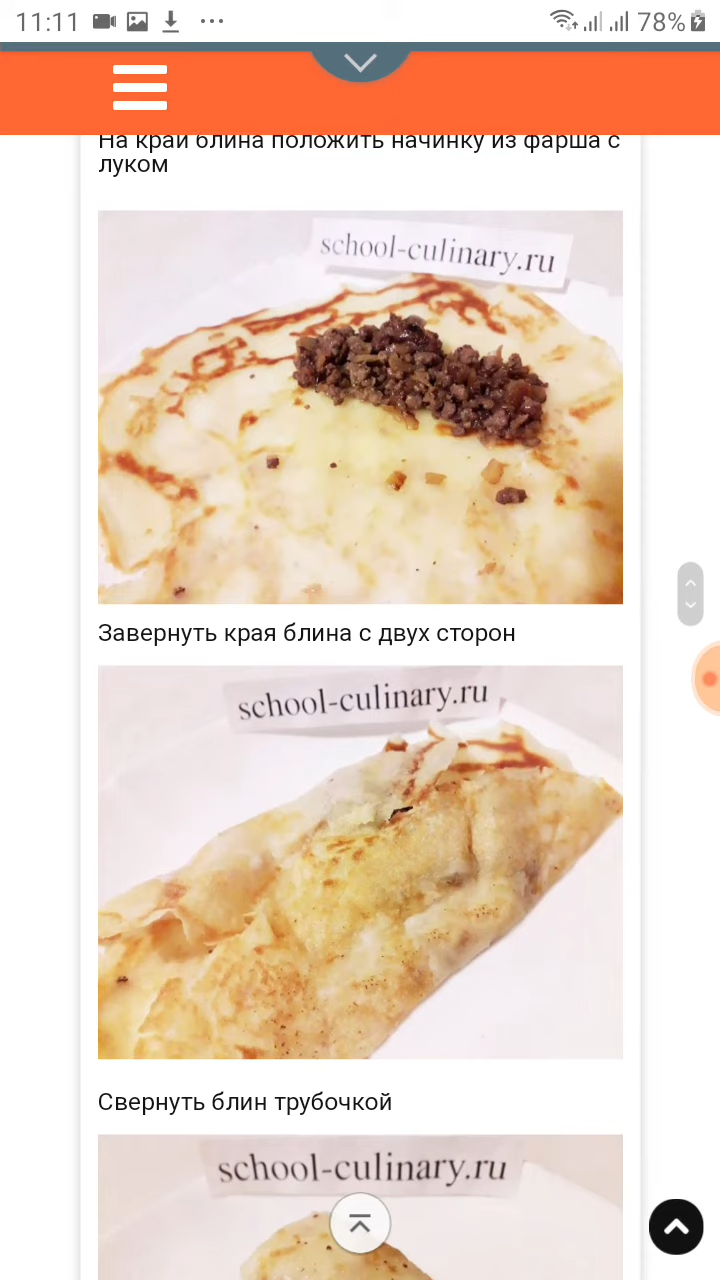 11:11
78%
На край блина положить начинку из фарша с
луком
school-culinary.ru
Завернуть края блина с двух сторон
school-culinary.ru
Свернуть блин трубочкой
school-culinary.ru